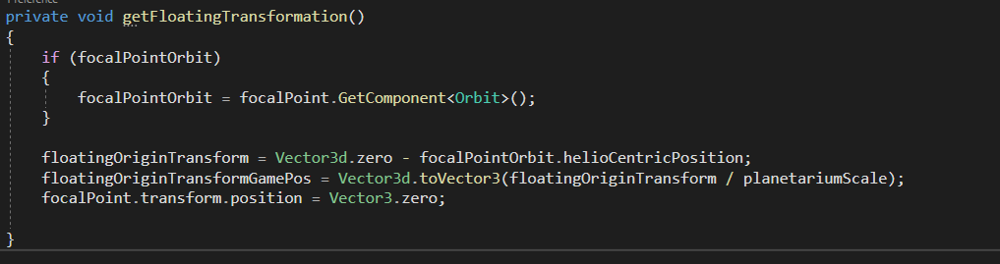 private void getFloatingTransformation()
{
if (focalPointOrbit)
{
focalPointOrbit = focalPoint.GetComponent<Orbit>();
}
floatingOriginTransform = Vector3d.zero - focalPointOrbit.helioCentricPosition;
floatingOriginTransformGamePos = Vector3d.toVector3(floatingOriginTransform / planetariumScale);
focalPoint.transform.position = Vector3.zero;
}